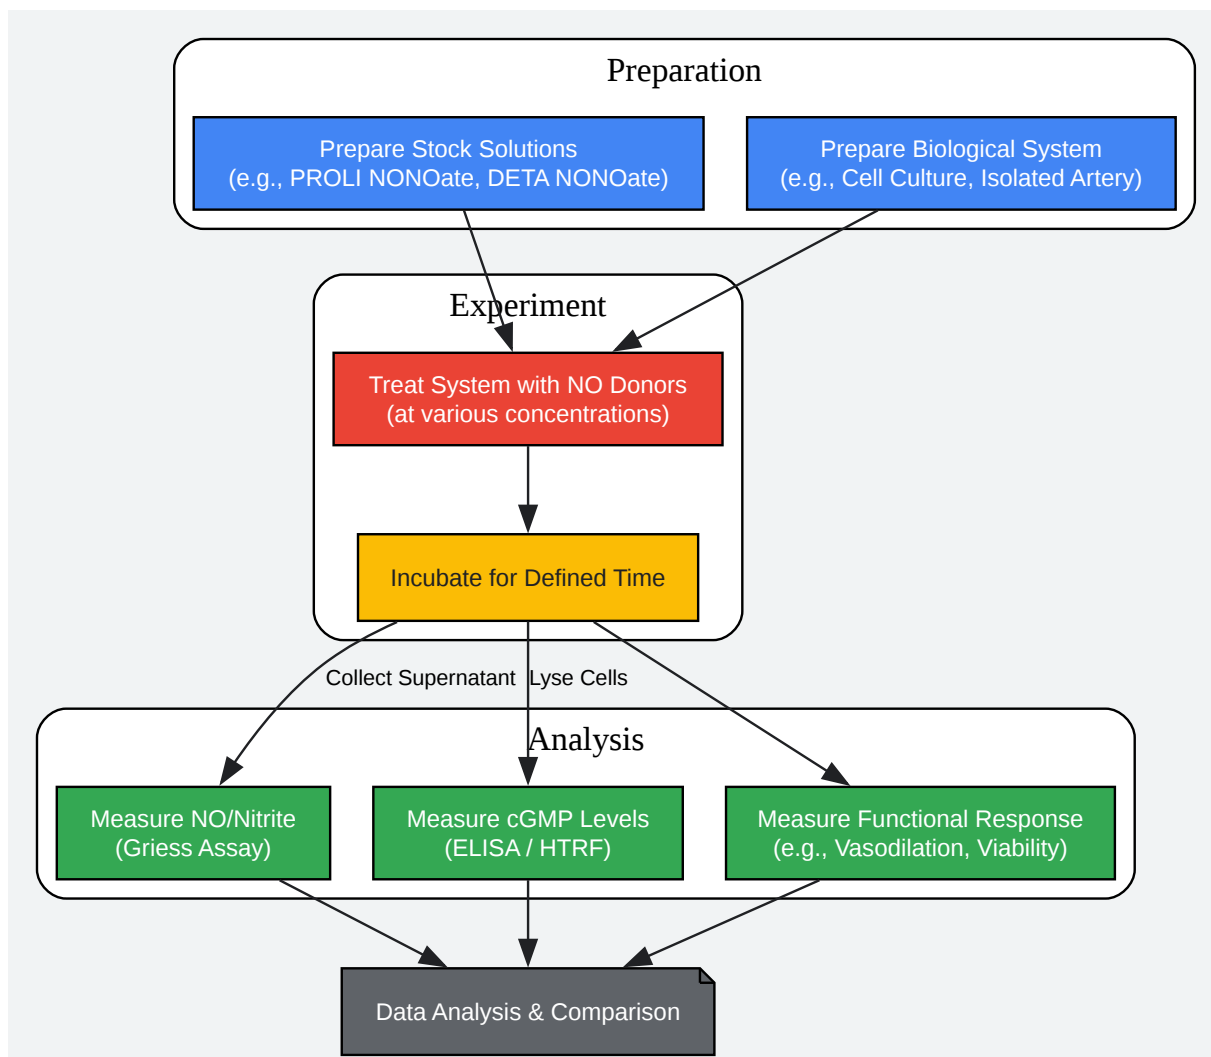 Preparation
Prepare Stock Solutions
(e.g., PROLI NONOate, DETA NONOate)
Prepare Biological System
(e.g., Cell Culture, Isolated Artery)
Experiment
Treat System with NO Donors
(at various concentrations)
Incubate for Defined Time
Collect Supernatant
Lyse Cells
Analysis
Measure NO/Nitrite
(Griess Assay)
Measure cGMP Levels
(ELISA / HTRF)
Measure Functional Response
(e.g., Vasodilation, Viability)
Data Analysis & Comparison